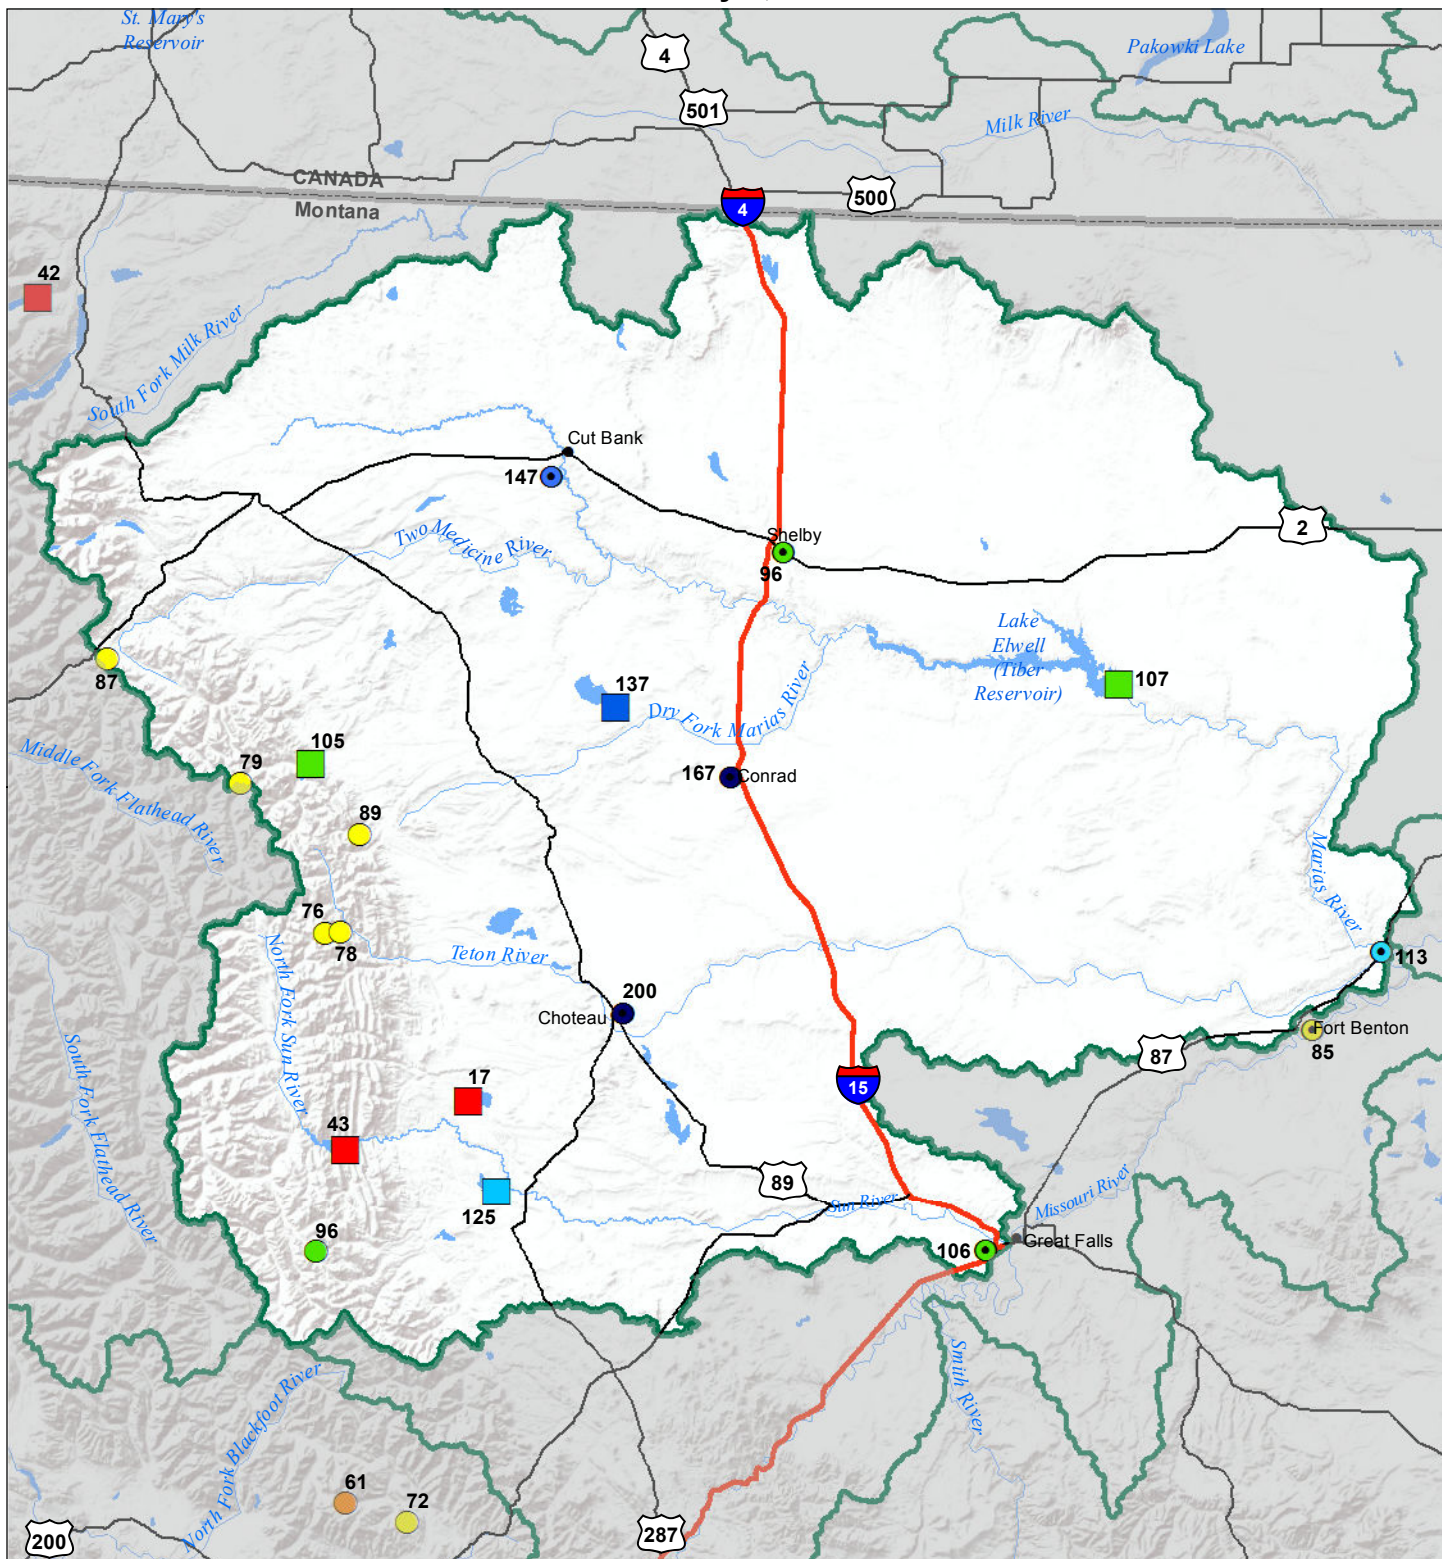 St. Mary's
Reservoir
4
Pakowki Lake
501
Milk River
CANADA
Montana
4
500
42
South Fork Milk River
Cut Bank
147
Two Medicine River
Shelby
96
2
Lake
Elwell
(Tiber
Reservoir)
87
137
107
Dry Fork Marias River
Middle Fork Flathead River
79
105
167
Conrad
89
Marias River
76
78
North Fork Sun River
Teton River
113
200
Choteau
Fort Benton
85
87
South Fork Flathead River
17
15
43
89
125
Sun River
Missouri River
96
106
Great Falls
Smith River
North Fork Blackfoot River
61
72
200
287